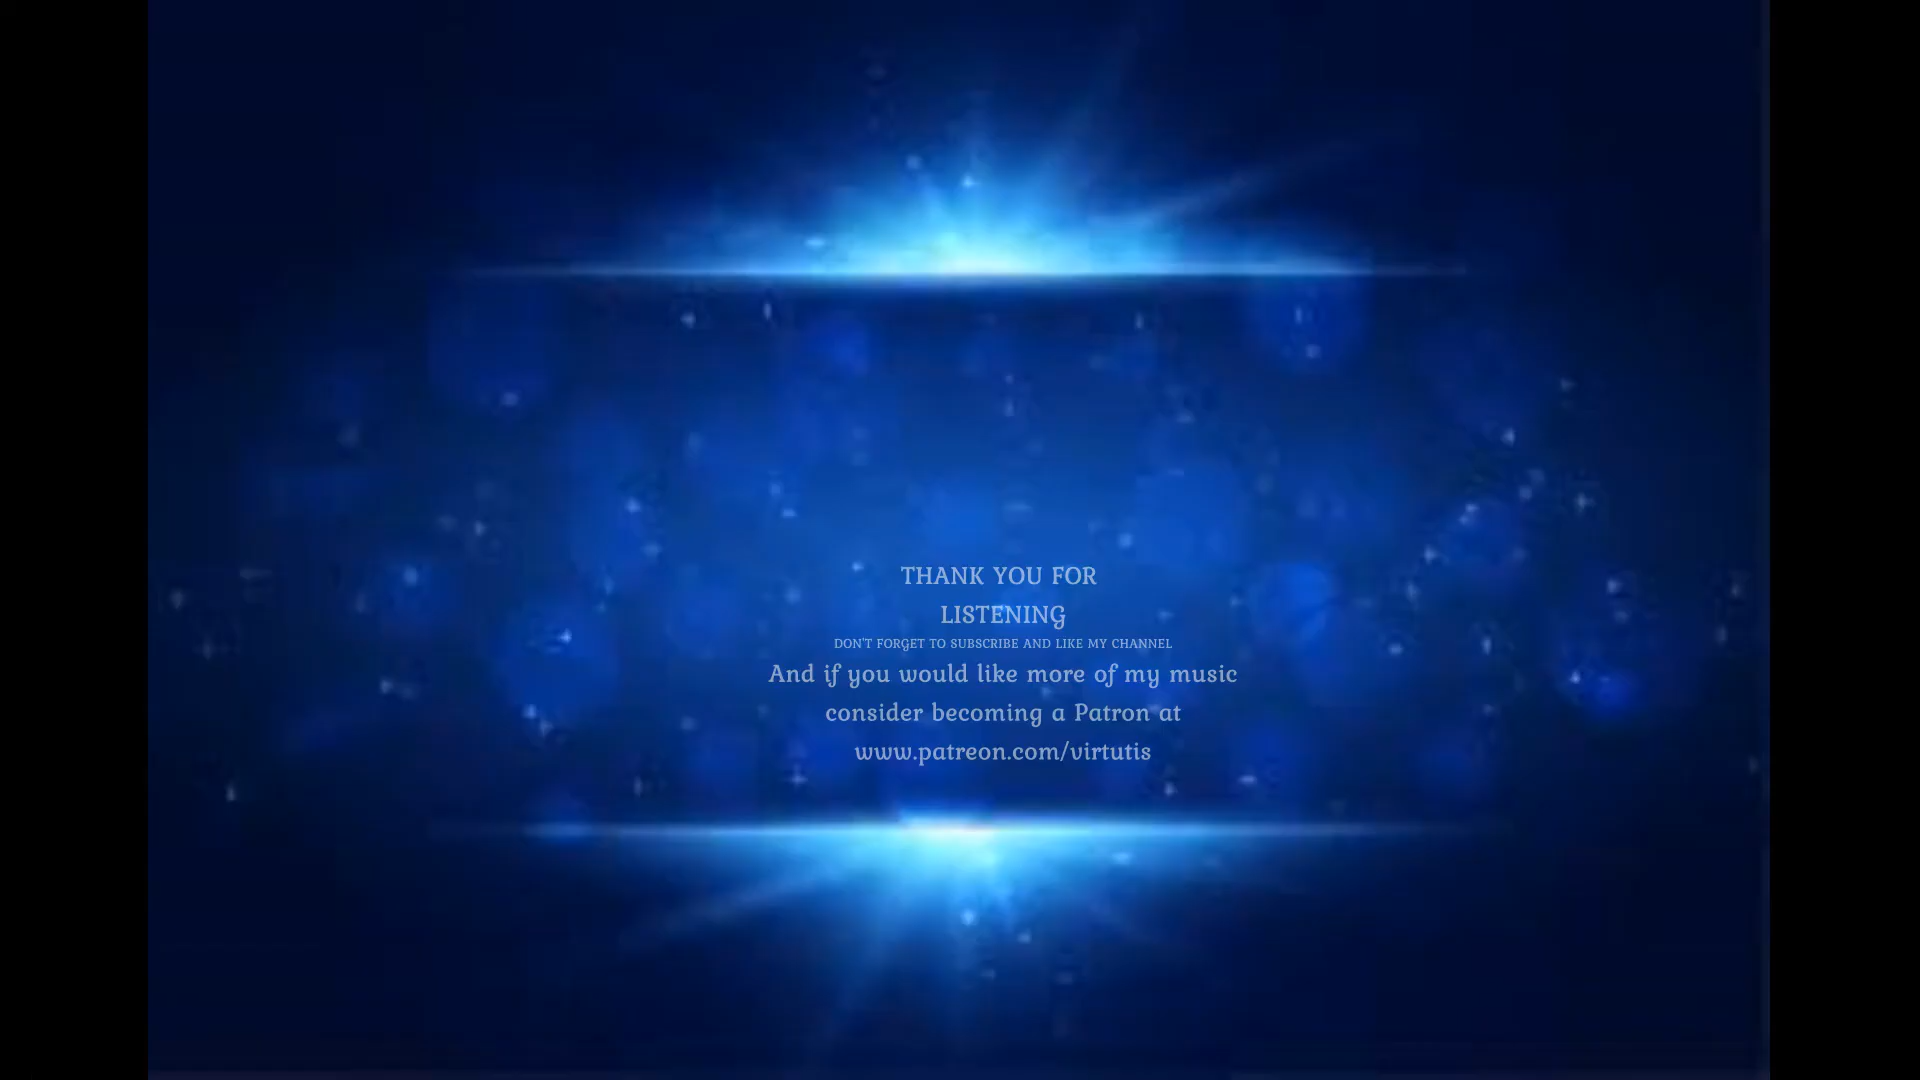 THANK YOU FOR
LISTENING
DON'T FORGET TO SUBSCRIBE AND LIKE MY CHANNEL
And if you would like more of my music
consider becoming a Patron at
www.patreon.com/virtutis